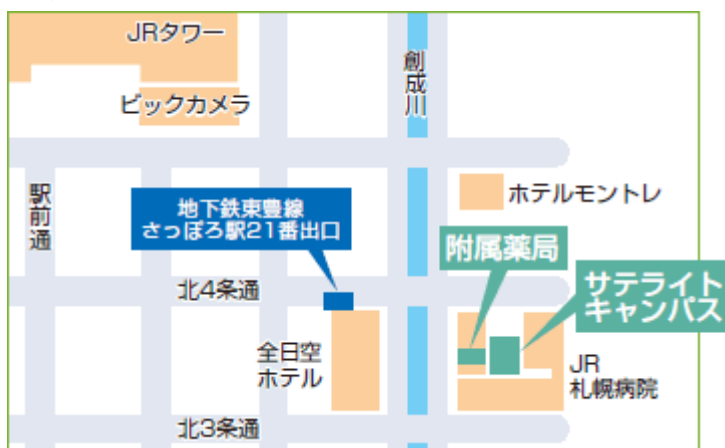 JRタワー
ビックカメラ
創成川
駅前通
ホテルモントレ
地下鉄東豊線
さっぽろ駅21番出口
附属薬局
サテライト
キャンパス
北4条通
全日空
ホテル
JR
札幌病院
北3条通